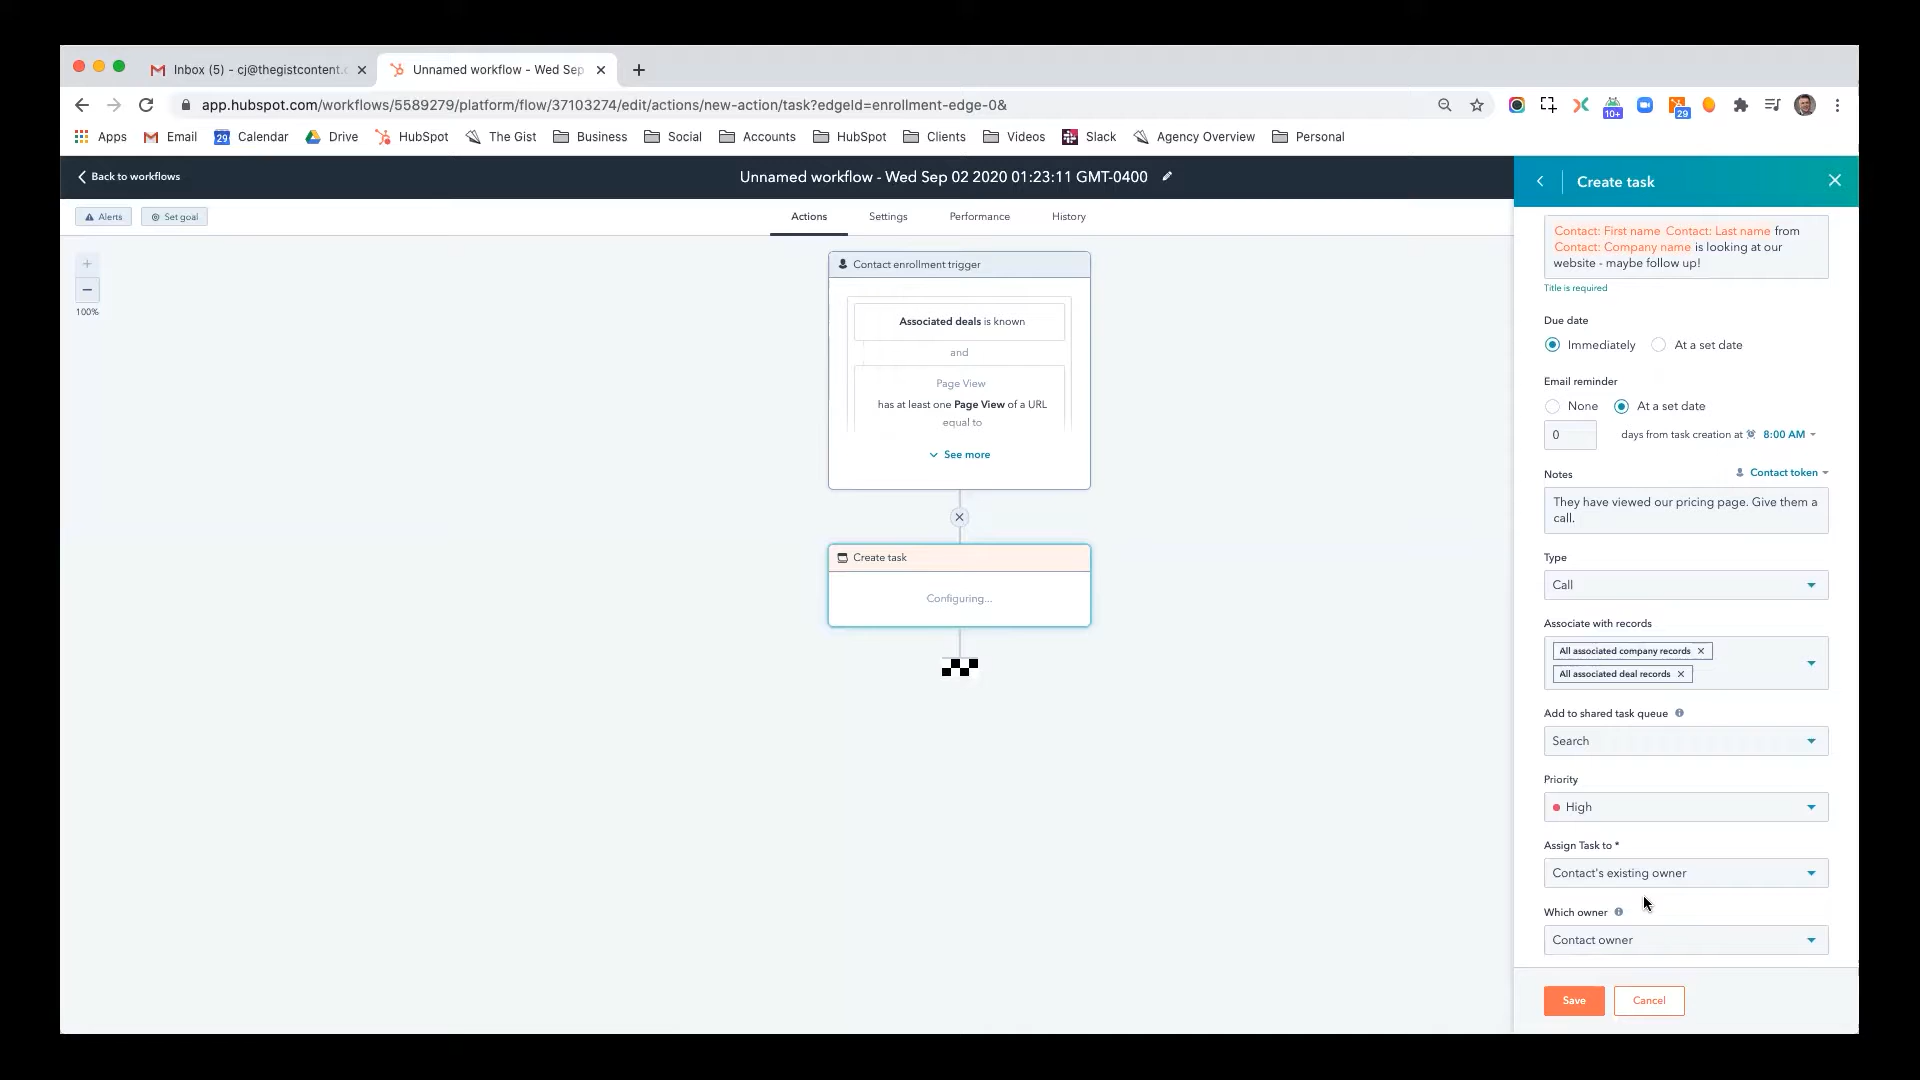 Inbox (5) - cj@thegistcontent.
Unnamed workflow - Wed Sep
app.hubspot.com/workflows/5589279/platform/flow/37103274/edit/actions/new-action/task?edgeId=enrollment-edge-0&
10+
29
Apps
Email
29
Calendar
Drive
HubSpot
The Gist
Business
Social
Accounts
HubSpot
Clients
Videos
Slack
Agency Overview
Personal
Back to workflows
Unnamed workflow - Wed Sep 02 2020 01:23:11 GMT-0400
Create task
Alerts
Set goal
Actions
Settings
Performance
History
100%
Contact enrollment trigger
Associated deals is known
and
Page View
has at least one Page View of a URL
equal to
See more
Create task
Configuring...
Contact: First name Contact: Last name from
Contact: Company name is looking at our
website - maybe follow up!
Title is required
Due date
Immediately
At a set date
Email reminder
None
At a set date
0
days from task creation at
8:00 AM
Notes
Contact token
They have viewed our pricing page. Give them a
call.
Type
Call
Associate with records
All associated company records
All associated deal records
Add to shared task queue
Search
Priority
High
Assign Task to *
Contact's existing owner
Which owner
Contact owner
Save
Cancel